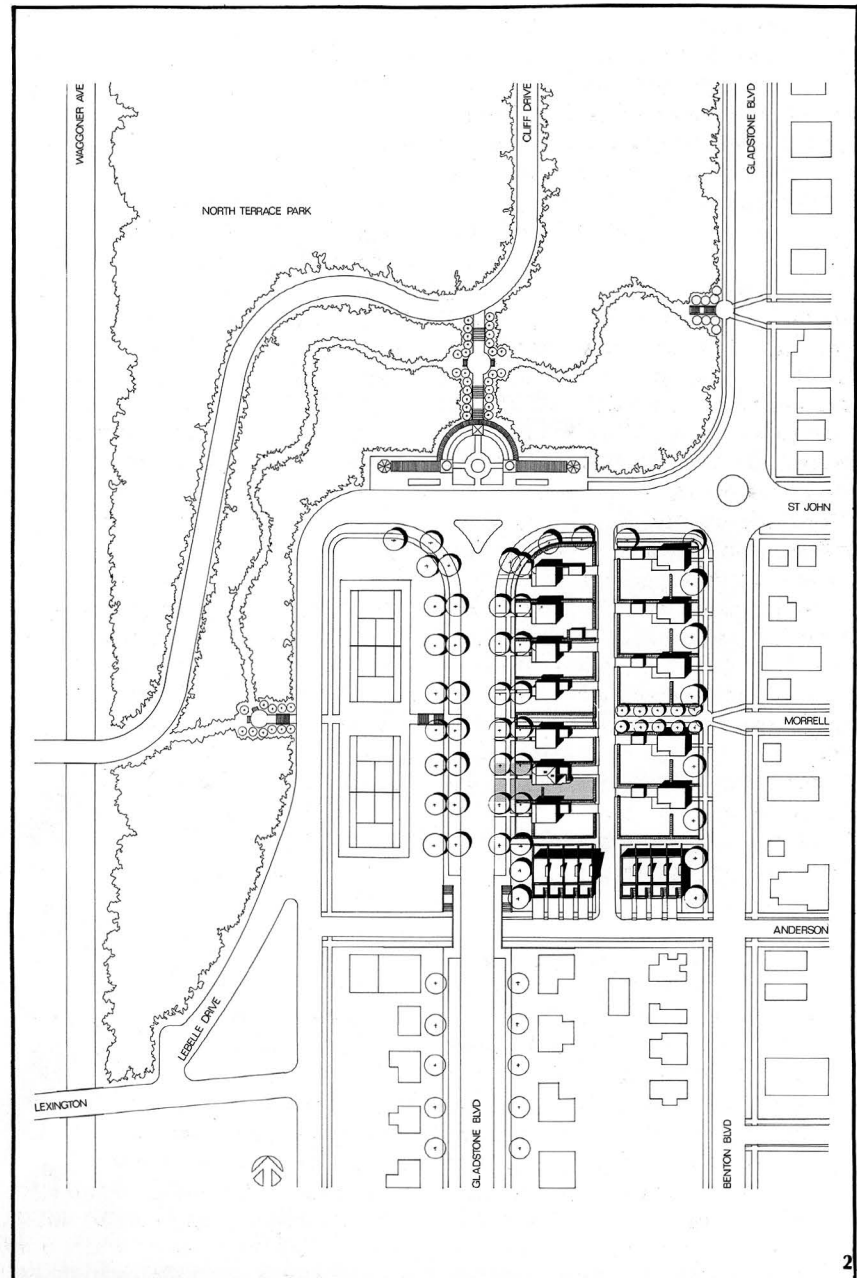 WAGGONER AVE
CLIFF DRIVE
GLADSTONE BLVD
NORTH TERRACE PARK
ST JOHN
MORRELL
ANDERSON
LEBELLE DRIVE
LEXINGTON
GLADSTONE BLVD
BENTON BLVD
2